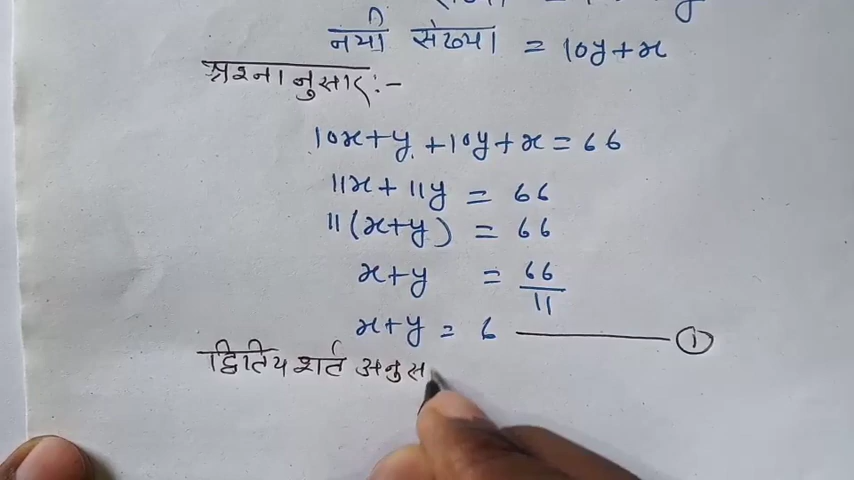 नयी संख्या = 10y+x
प्रश्नानुसार:-
10x+y+10y+x=66
11x+11y = 66
11(x+y) = 66
x+y = 66/11
x+y = 6 ——— ①
द्वितिय शर्त अनुस